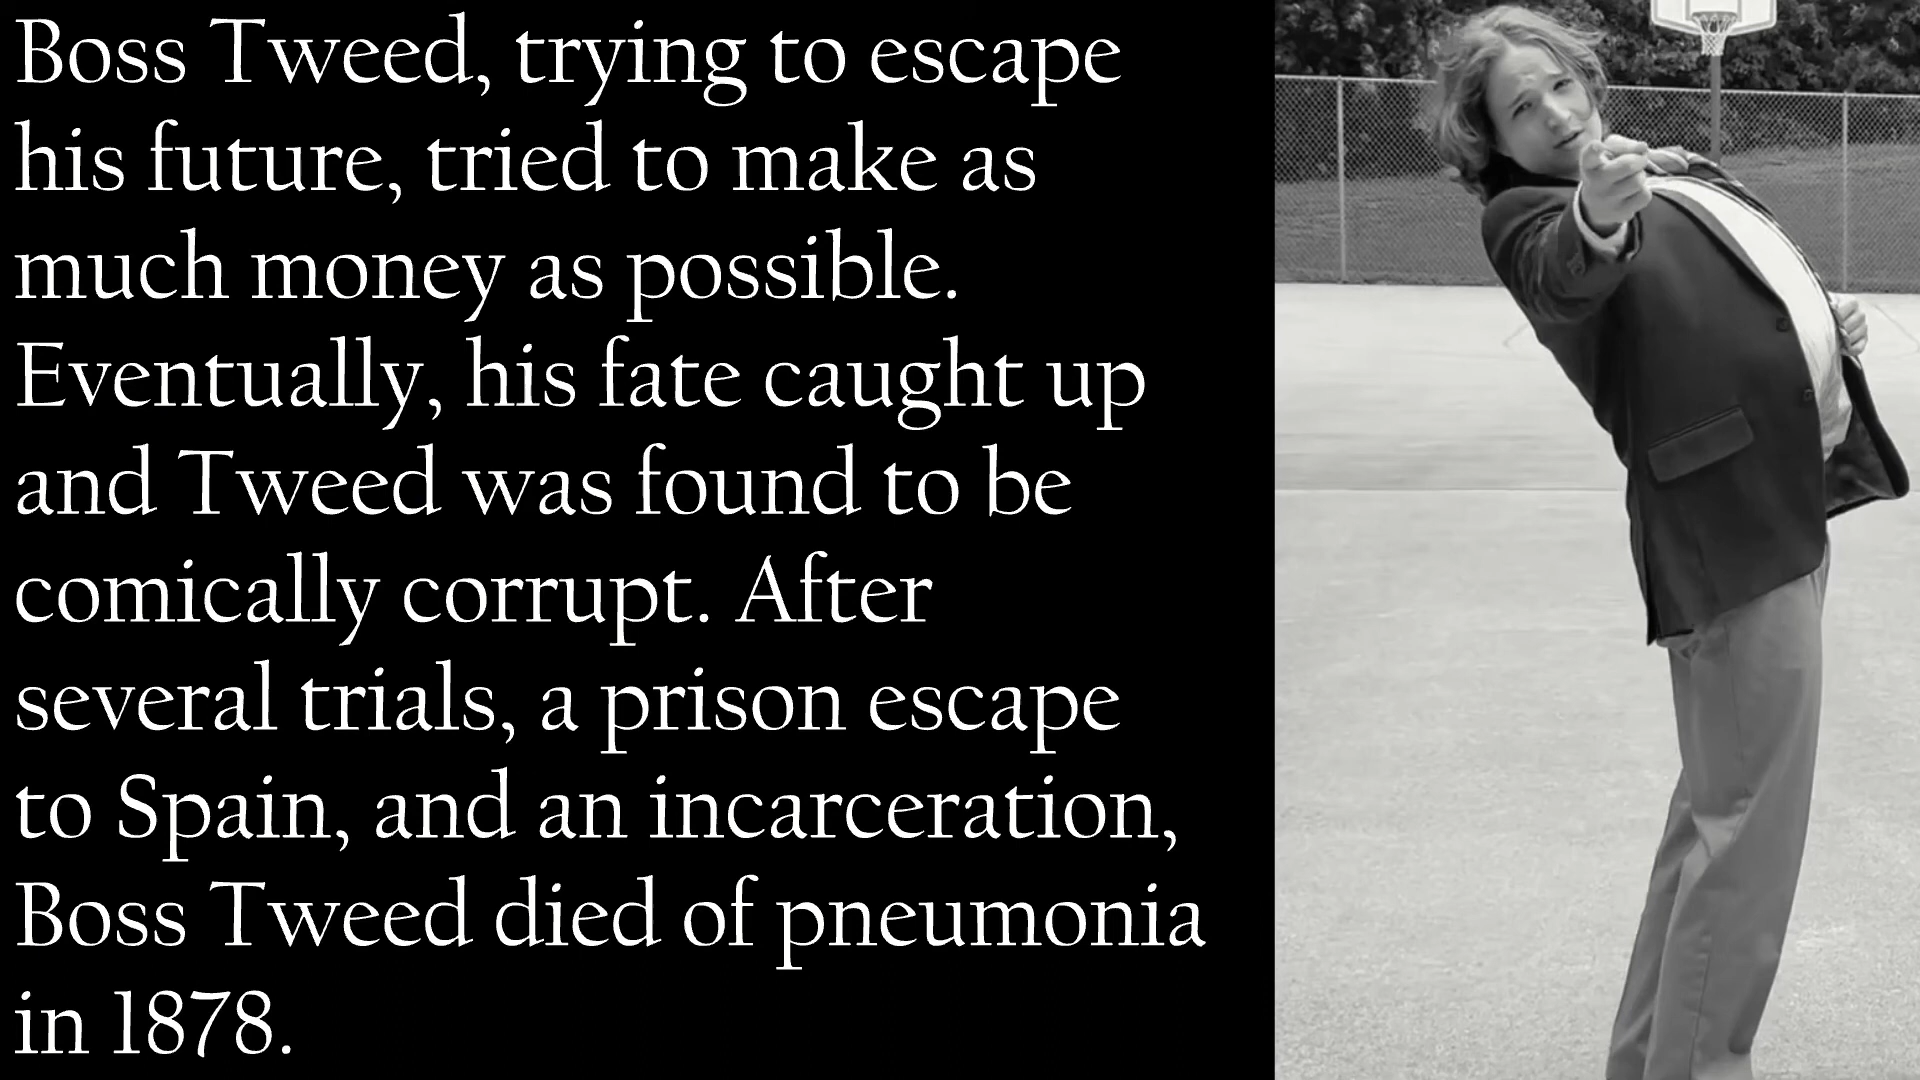 Boss Tweed, trying to escape
his future, tried to make as
much money as possible.
Eventually, his fate caught up
and Tweed was found to be
comically corrupt. After
several trials, a prison escape
to Spain, and an incarceration,
Boss Tweed died of pneumonia
in 1878.